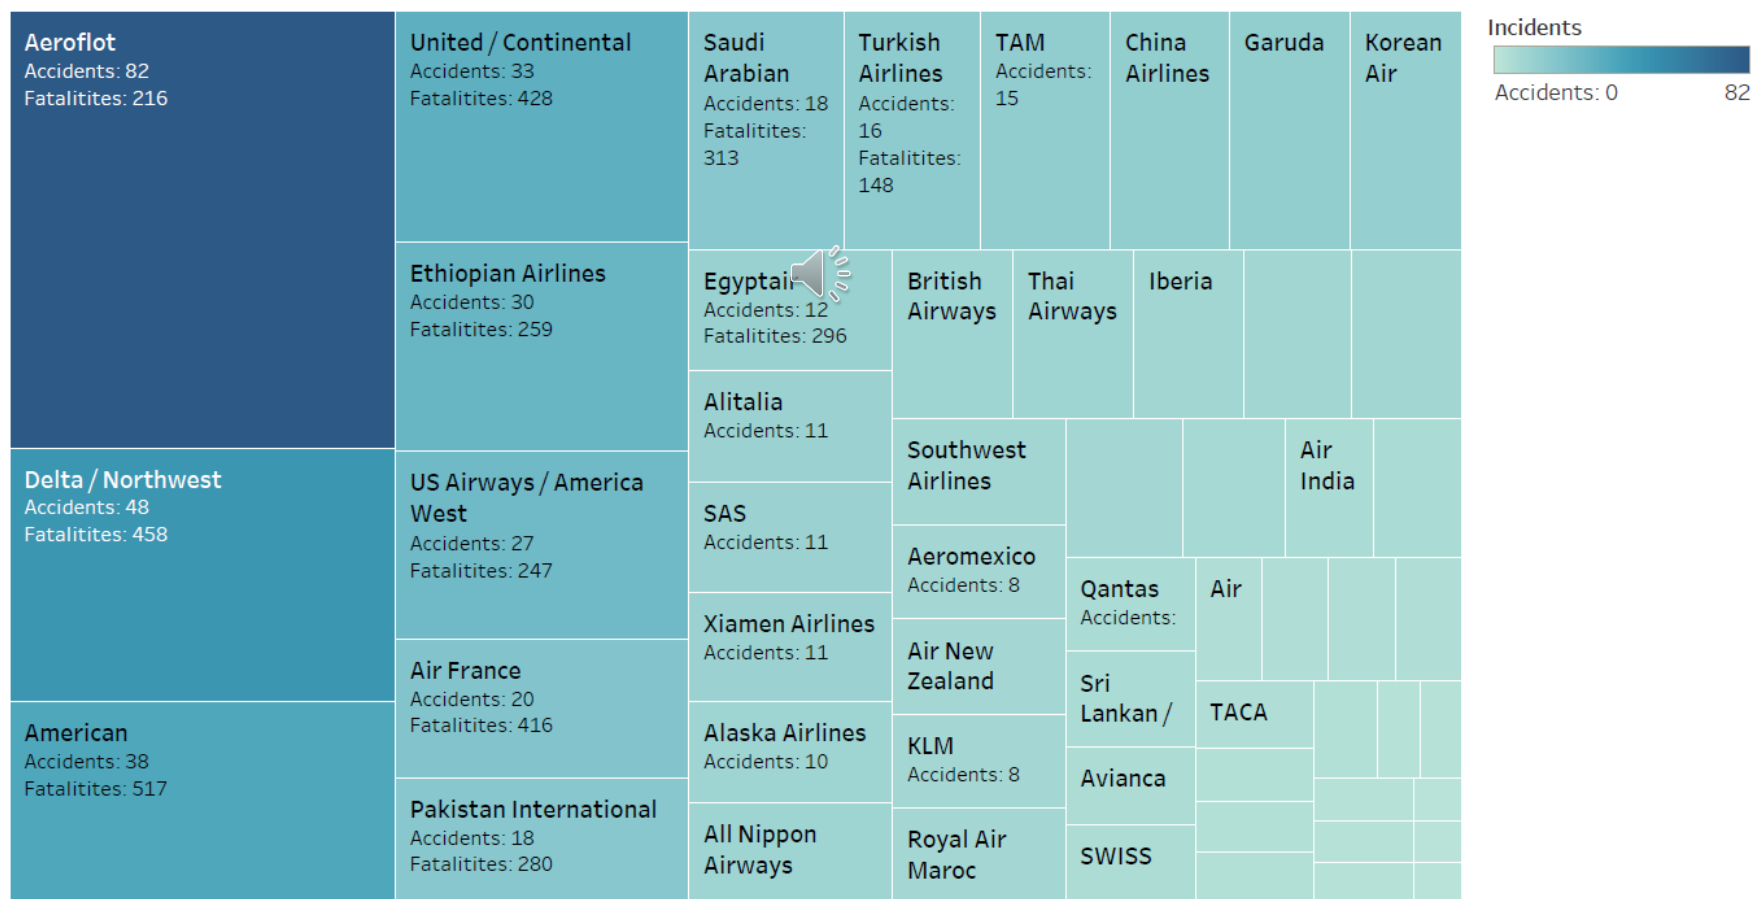 Aeroflot
Accidents: 82
Fatalitites: 216
Delta / Northwest
Accidents: 48
Fatalitites: 458
American
Accidents: 38
Fatalitites: 517
United / Continental
Accidents: 33
Fatalitites: 428
Ethiopian Airlines
Accidents: 30
Fatalitites: 259
US Airways / America
West
Accidents: 27
Fatalitites: 247
Air France
Accidents: 20
Fatalitites: 416
Pakistan International
Accidents: 18
Fatalitites: 280
Saudi
Arabian
Accidents: 18
Fatalitites:
313
Turkish
Airlines
Accidents:
16
Fatalitites:
148
TAM
Accidents:
15
China
Airlines
Garuda
Korean
Air
Egyptair
Accidents: 12
Fatalitites: 296
Alitalia
Accidents: 11
SAS
Accidents: 11
Xiamen Airlines
Accidents: 11
Alaska Airlines
Accidents: 10
All Nippon
Airways
British
Airways
Thai
Airways
Iberia
Southwest
Airlines
Aeromexico
Accidents: 8
Air New
Zealand
KLM
Accidents: 8
Royal Air
Maroc
Air
India
Qantas
Accidents:
Sri
Lankan /
Avianca
SWISS
Air
TACA
Incidents
Accidents: 0
82